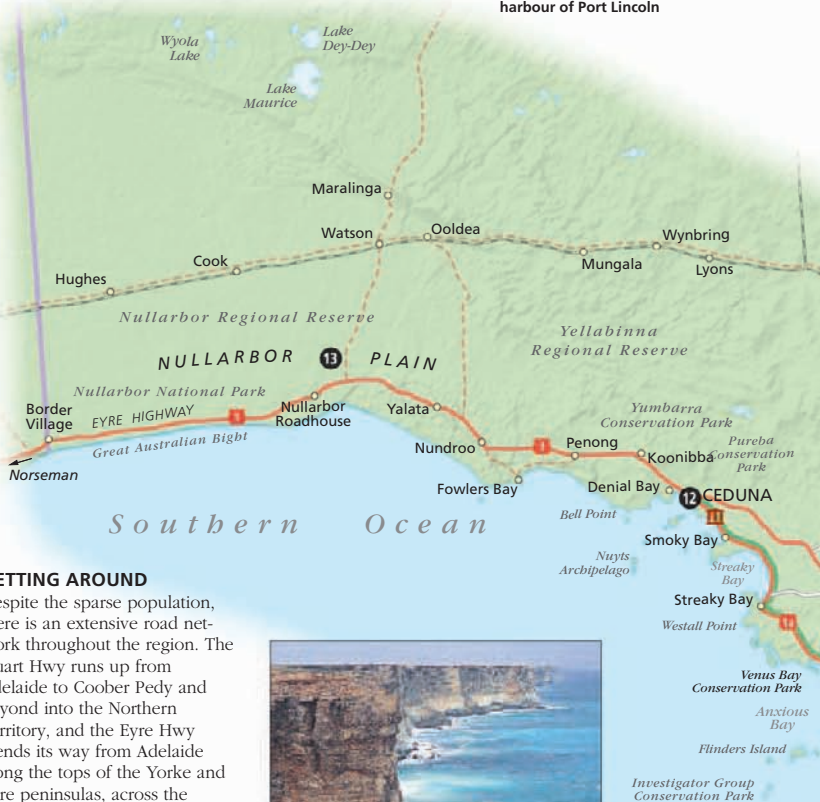 harbour of Port Lincoln
Wyola
Lake
Lake
Dey-Dey
Lake
Maurice
Maralinga
Watson
Ooldea
Wynbring
Cook
Mungala
Lyons
Hughes
Nullarbor Regional Reserve
Yellabinna
Regional Reserve
NULLARBOR 13 PLAIN
Nullarbor National Park
Border
Village
EYRE HIGHWAY
1
Nullarbor
Roadhouse
Yalata
Yumbarra
Conservation Park
Great Australian Bight
Nundroo
1
Penong
Koonibba
Pureba
Conservation
Park
Norseman
Fowlers Bay
Denial Bay
12 CEDUNA
Bell Point
Southern Ocean
Smoky Bay
Nuyts
Archipelago
Streaky
Bay
Streaky Bay
Westall Point
Venus Bay
Conservation Park
Anxious
Bay
Flinders Island
Investigator Group
Conservation Park
ETTING AROUND
espite the sparse population,
ere is an extensive road net-
ork throughout the region. The
uart Hwy runs up from
delaide to Coober Pedy and
yond into the Northern
rritory, and the Eyre Hwy
ends its way from Adelaide
ong the tops of the Yorke and
re peninsulas, across the